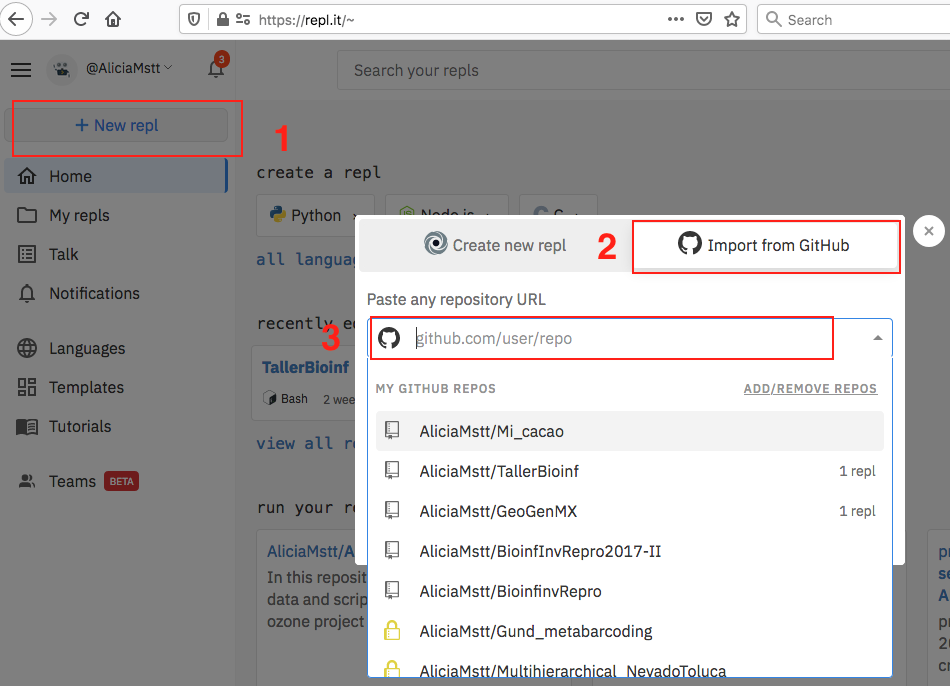 https://repl.it/~
Search
@AliciaMstt
3
Search your repls
+ New repl
1
Home
My repls
Talk
Notifications
Languages
Templates
Tutorials
Teams BETA
create a repl
Python
Node.js
C
all langua
recently e
TallerBioinf
Bash 2 wee
view all r
run your r
AliciaMstt/A
In this reposit
data and scrip
ozone project
Create new repl
2
Import from GitHub
Paste any repository URL
3
github.com/user/repo
MY GITHUB REPOS
ADD/REMOVE REPOS
AliciaMstt/Mi_cacao
AliciaMstt/TallerBioinf 1 repl
AliciaMstt/GeoGenMX 1 repl
AliciaMstt/BioinfInvRepro2017-II
AliciaMstt/BioinfinvRepro
AliciaMstt/Gund_metabarcoding
AliciaMstt/Multihierarchical_NevadoToluca